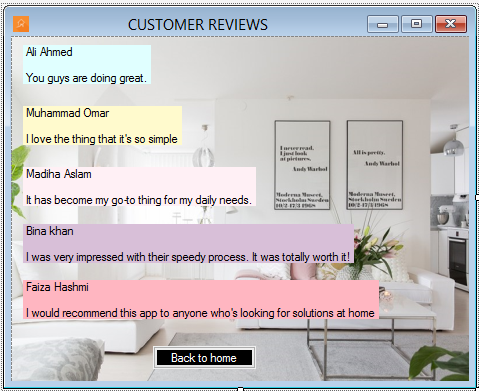 CUSTOMER REVIEWS
Ali Ahmed
You guys are doing great.
Muhammad Omar
I love the thing that it's so simple
Madiha Aslam
It has become my go-to thing for my daily needs.
Bina khan
I was very impressed with their speedy process. It was totally worth it!
Faiza Hashmi
I would recommend this app to anyone who's looking for solutions at home
Back to home
I never read,
I just look
at pictures.
Andy Warhol
Moderna Museet,
Stockholm Sweden
10/2-17/3 1968
All is pretty.
Andy Warhol
Moderna Museet,
Stockholm Sweden
10/2-17/3 1968